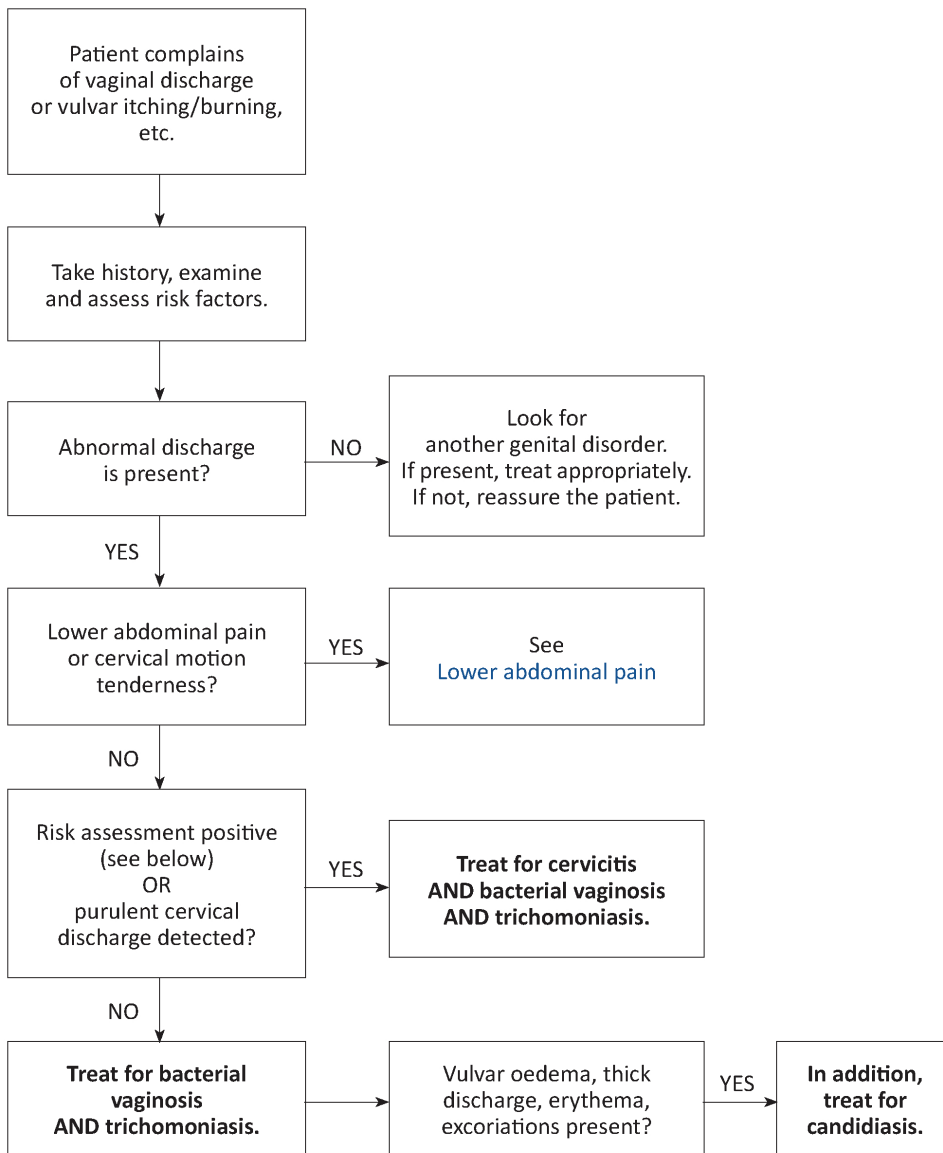 Patient complains
of vaginal discharge
or vulvar itching/burning,
etc.
Take history, examine
and assess risk factors.
Abnormal discharge
is present?
NO
Look for
another genital disorder.
If present, treat appropriately.
If not, reassure the patient.
YES
Lower abdominal pain
or cervical motion
tenderness?
YES
See
Lower abdominal pain
NO
Risk assessment positive
(see below)
OR
purulent cervical
discharge detected?
YES
Treat for cervicitis
AND bacterial vaginosis
AND trichomoniasis.
NO
Treat for bacterial
vaginosis
AND trichomoniasis.
Vulvar oedema, thick
discharge, erythema,
excoriations present?
YES
In addition,
treat for
candidiasis.